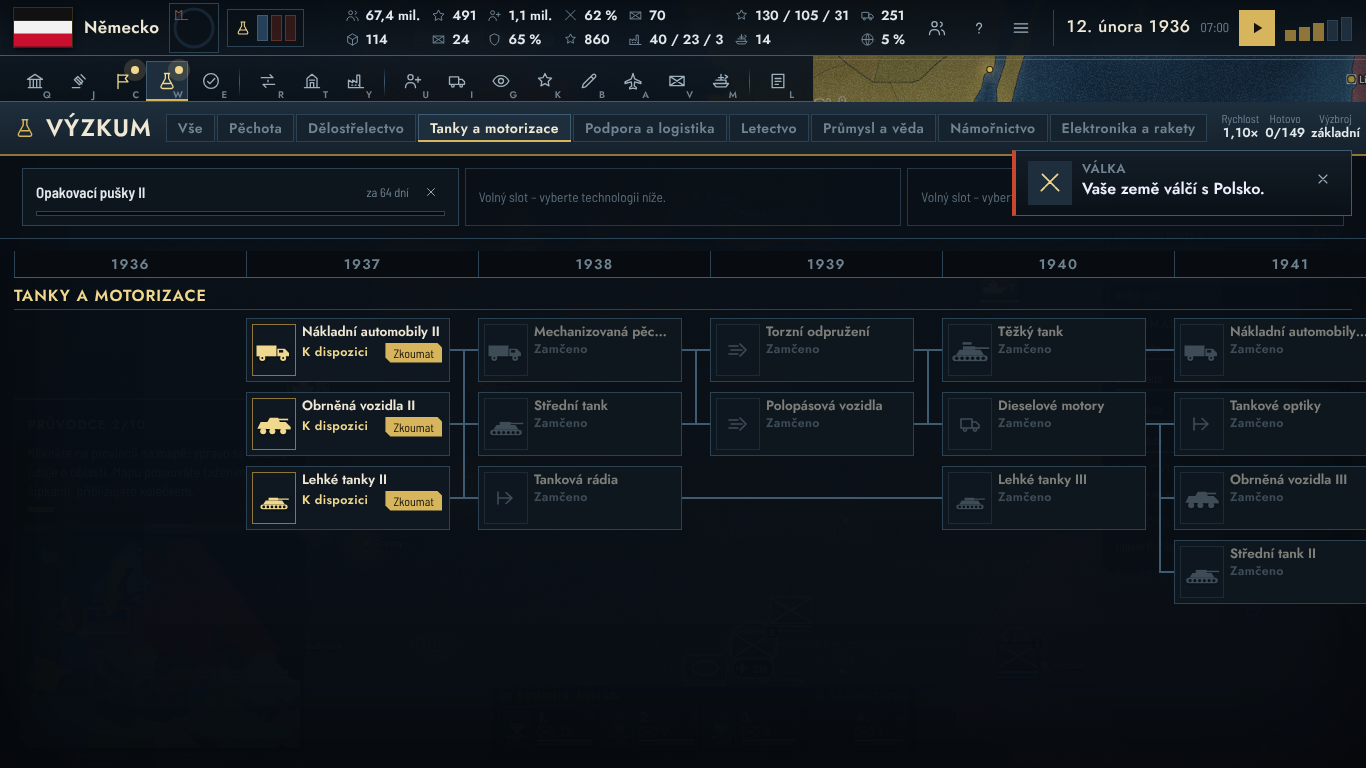 Německo
67,4 mil.
491
1,1 mil.
62 %
70
130 / 105 / 31
251
114
24
65 %
860
40 / 23 / 3
14
5 %
12. února 1936
07:00
Q
J
C
W
E
R
T
Y
U
I
G
K
B
A
V
M
L
VÝZKUM
Vše
Pěchota
Dělostřelectvo
Tanky a motorizace
Podpora a logistika
Letectvo
Průmysl a věda
Námořnictvo
Elektronika a rakety
Rychlost
1,10×
Hotovo
0/149
Výzbroj
základní
Opakovací pušky II
za 64 dní
Volný slot – vyberte technologii níže.
Volný slot – vyber
VÁLKA
Vaše země válčí s Polsko.
1936
1937
1938
1939
1940
1941
TANKY A MOTORIZACE
Nákladní automobily II
K dispozici
Zkoumat
Mechanizovaná pěc...
Zamčeno
Torzní odpružení
Zamčeno
Těžký tank
Zamčeno
Nákladní automobily...
Zamčeno
Obrněná vozidla II
K dispozici
Zkoumat
Střední tank
Zamčeno
Polopásová vozidla
Zamčeno
Dieselové motory
Zamčeno
Tankové optiky
Zamčeno
Lehké tanky II
K dispozici
Zkoumat
Tanková rádia
Zamčeno
Lehké tanky III
Zamčeno
Obrněná vozidla III
Zamčeno
Střední tank II
Zamčeno